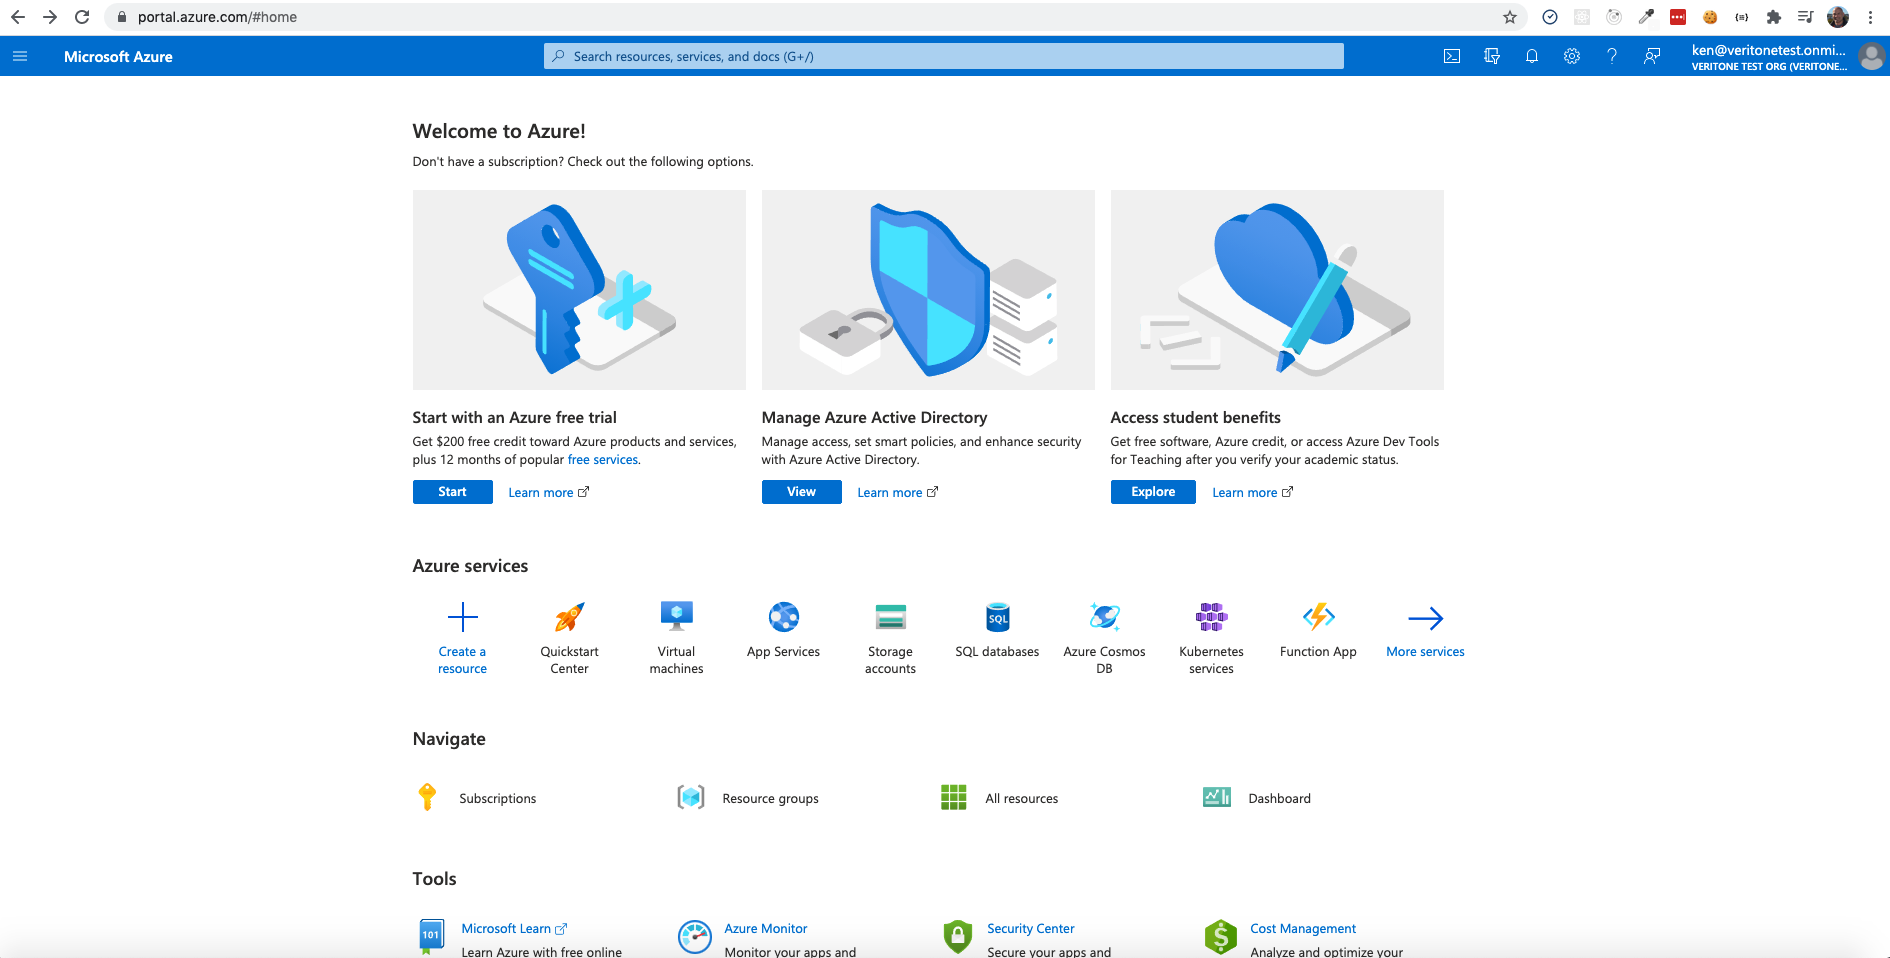 portal.azure.com/#home
Microsoft Azure
Search resources, services, and docs (G+/)
ken@veritonetest.onmi...
VERITONE TEST ORG (VERITONE...
Welcome to Azure!
Don't have a subscription? Check out the following options.
Start with an Azure free trial
Get $200 free credit toward Azure products and services,
plus 12 months of popular free services.
Start
Learn more
Manage Azure Active Directory
Manage access, set smart policies, and enhance security
with Azure Active Directory.
View
Learn more
Access student benefits
Get free software, Azure credit, or access Azure Dev Tools
for Teaching after you verify your academic status.
Explore
Learn more
Azure services
Create a
resource
Quickstart
Center
Virtual
machines
App Services
Storage
accounts
SQL
SQL databases
Azure Cosmos
DB
Kubernetes
services
Function App
More services
Navigate
Subscriptions
Resource groups
All resources
Dashboard
Tools
101
Microsoft Learn
Learn Azure with free online
Azure Monitor
Monitor your apps and
Security Center
Secure your apps and
$
Cost Management
Analyze and optimize your